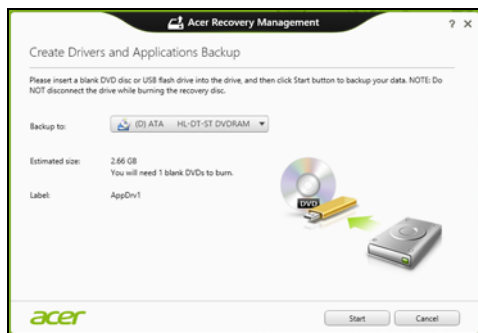 Acer Recovery Management
? ×
Create Drivers and Applications Backup
Please insert a blank DVD disc or USB flash drive into the drive, and then click Start button to backup your data. NOTE: Do
NOT disconnect the drive while burning the recovery disc.
Backup to: (D) ATA HL-DT-ST DVDRAM
Estimated size: 2.66 GB
You will need 1 blank DVDs to burn.
Label: AppDrv1
DVD
acer Start Cancel